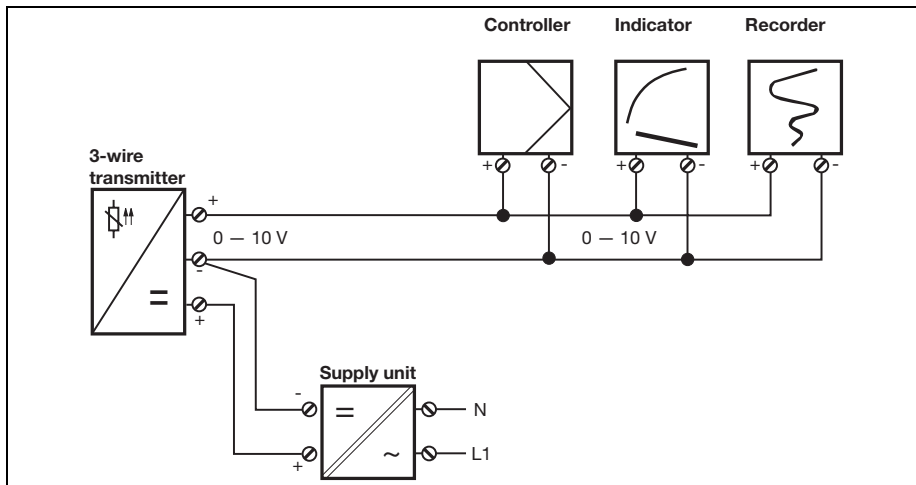 Controller Indicator Recorder
+ - + - + -
3-wire
transmitter
+
0 — 10 V 0 — 10 V
-
=
+
Supply unit
-
= N
+ ~ L1